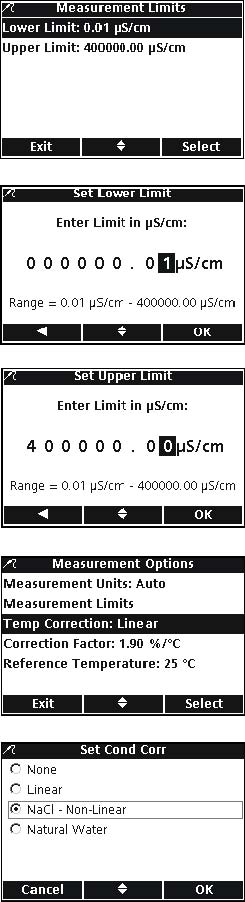 Measurement Limits
Lower Limit: 0.01 µS/cm
Upper Limit: 400000.00 µS/cm
Exit Select
Set Lower Limit
Enter Limit in µS/cm:
0 0 0 0 0 0 . 0 1 µS/cm
Range = 0.01 µS/cm - 400000.00 µS/cm
OK
Set Upper Limit
Enter Limit in µS/cm:
4 0 0 0 0 0 . 0 0 µS/cm
Range = 0.01 µS/cm - 400000.00 µS/cm
OK
Measurement Options
Measurement Units: Auto
Measurement Limits
Temp Correction: Linear
Correction Factor: 1.90 %/°C
Reference Temperature: 25 °C
Exit Select
Set Cond Corr
None
Linear
NaCl - Non-Linear
Natural Water
Cancel OK